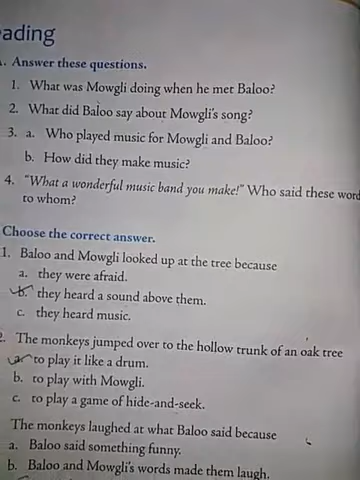 ading
. Answer these questions.
1. What was Mowgli doing when he met Baloo?
2. What did Baloo say about Mowgli's song?
3. a. Who played music for Mowgli and Baloo?
b. How did they make music?
4. "What a wonderful music band you make!" Who said these word
to whom?
Choose the correct answer.
1. Baloo and Mowgli looked up at the tree because
a. they were afraid.
b. they heard a sound above them.
c. they heard music.
2. The monkeys jumped over to the hollow trunk of an oak tree
a. to play it like a drum.
b. to play with Mowgli.
c. to play a game of hide-and-seek.
The monkeys laughed at what Baloo said because
a. Baloo said something funny.
b. Baloo and Mowgli's words made them laugh.